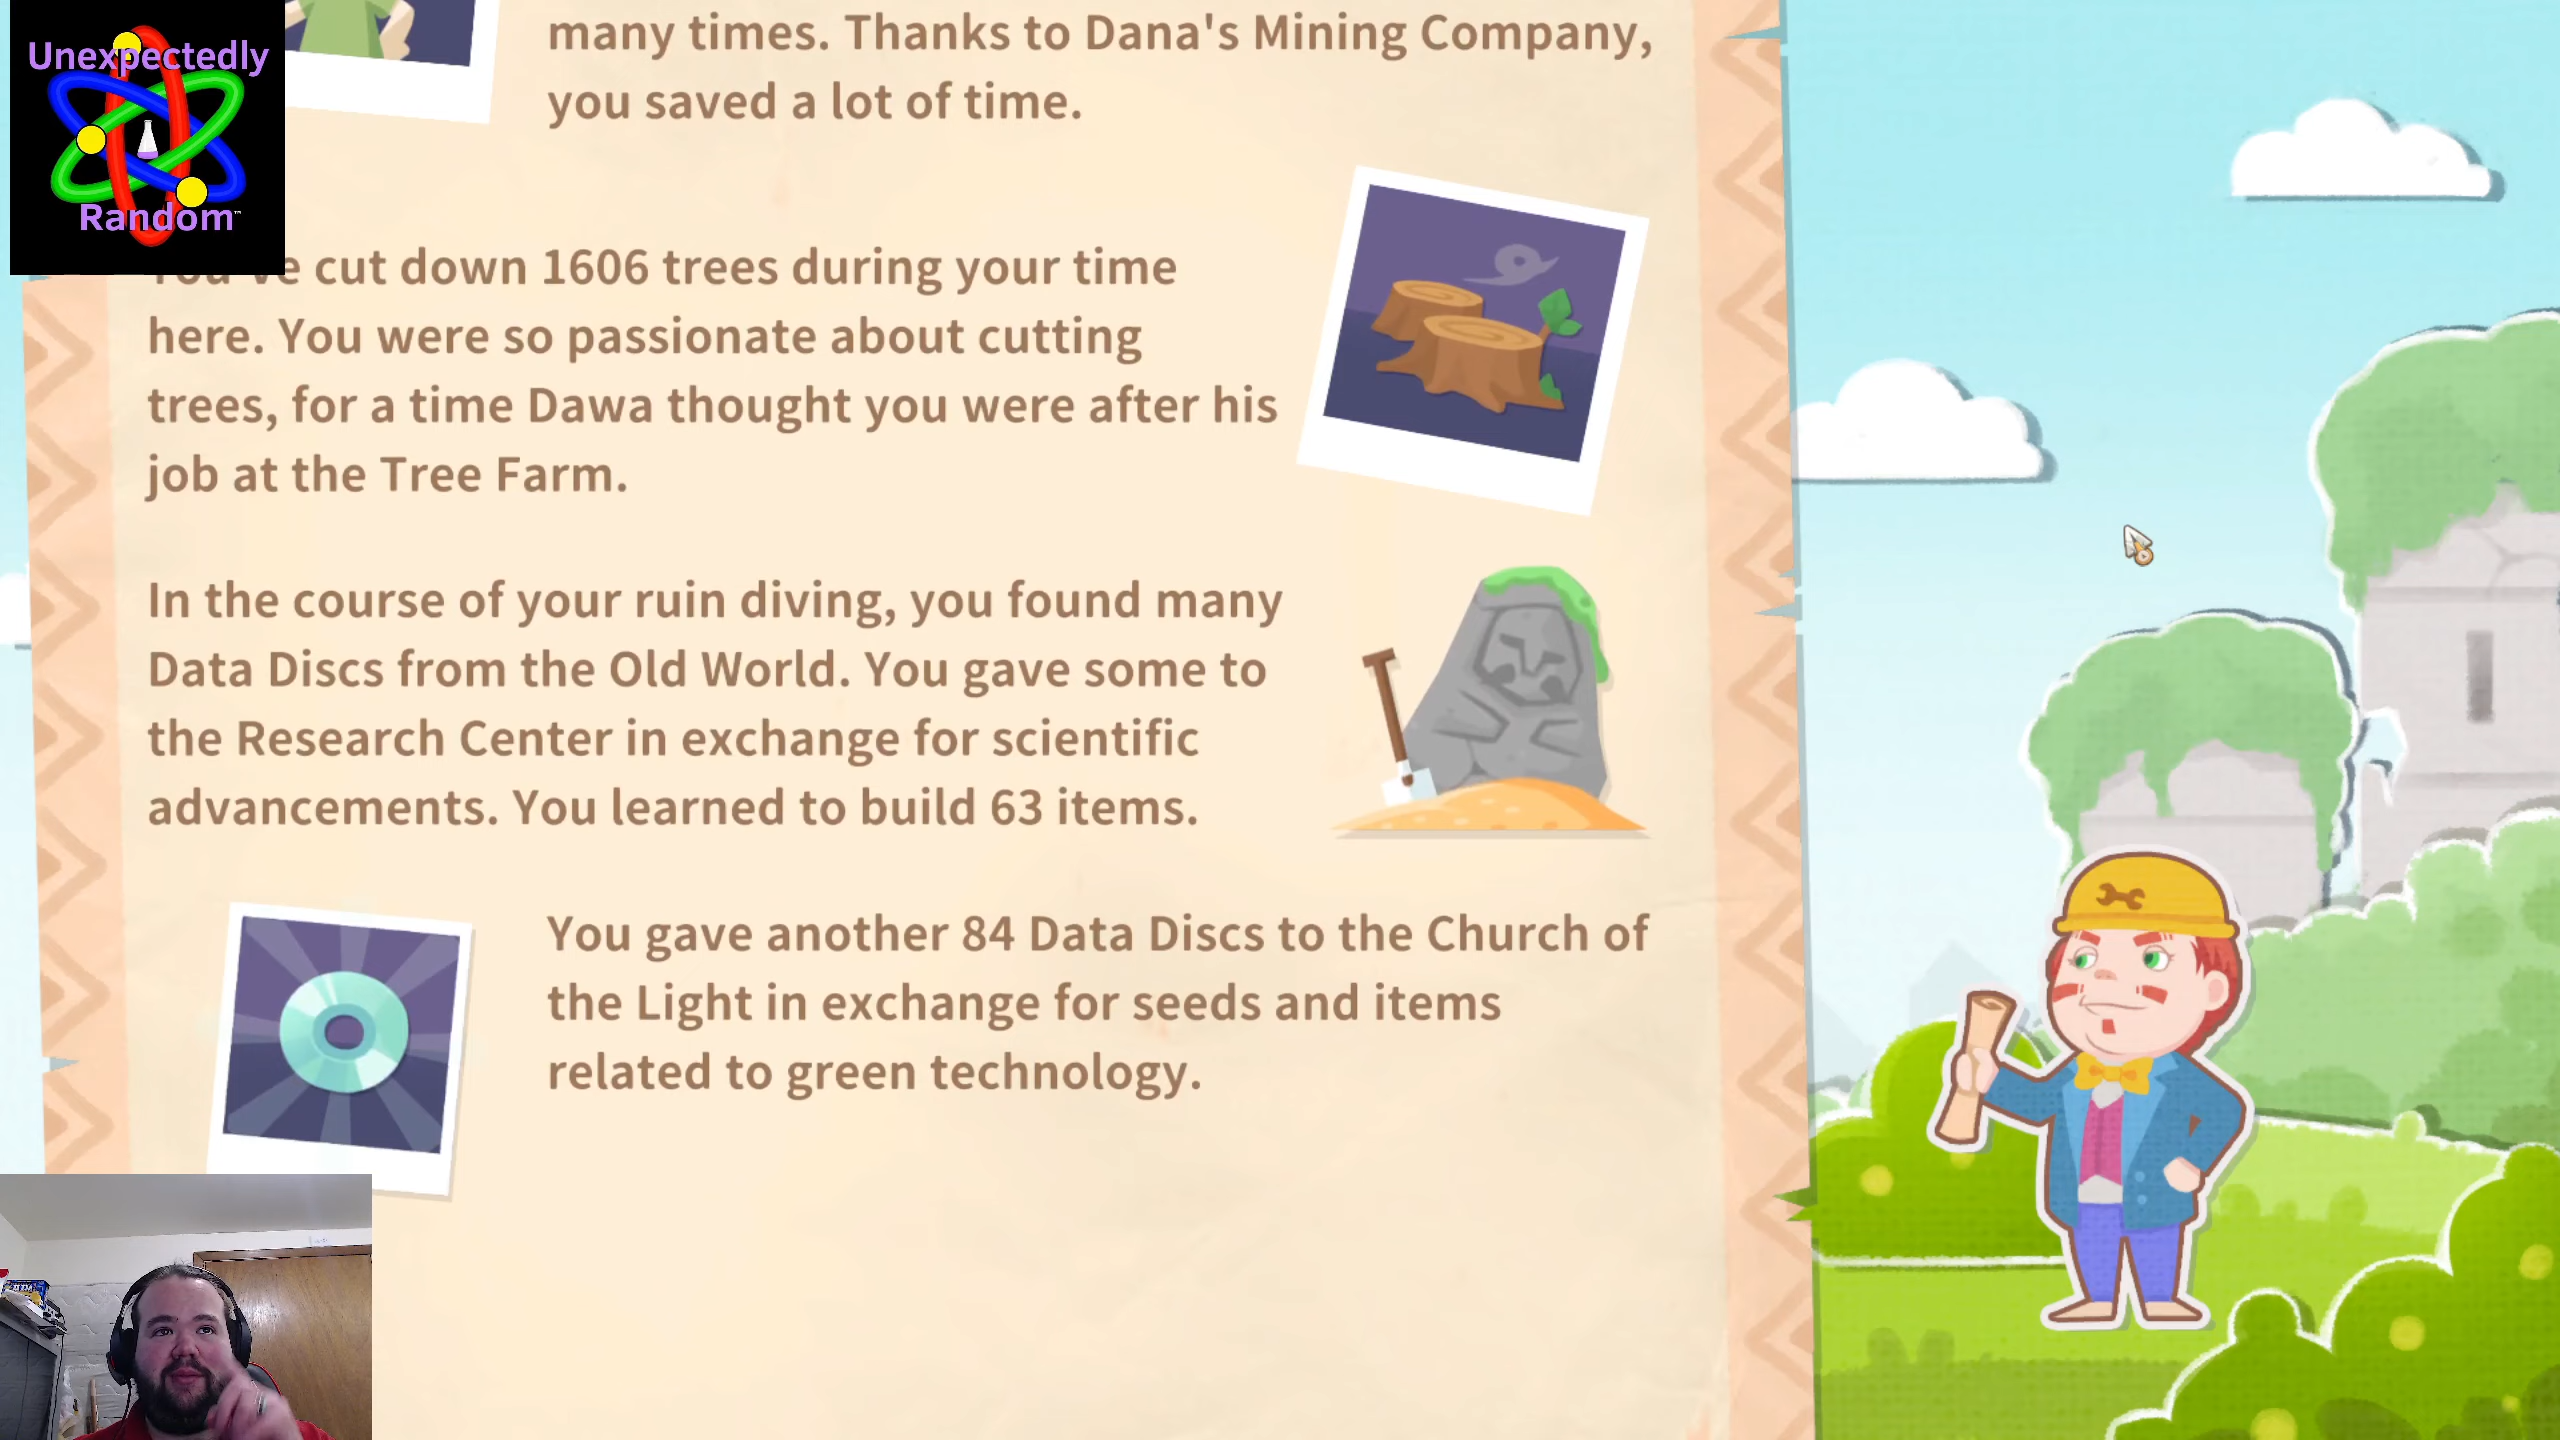 Unexpectedly
Random™
many times. Thanks to Dana's Mining Company,
you saved a lot of time.
You've cut down 1606 trees during your time
here. You were so passionate about cutting
trees, for a time Dawa thought you were after his
job at the Tree Farm.
In the course of your ruin diving, you found many
Data Discs from the Old World. You gave some to
the Research Center in exchange for scientific
advancements. You learned to build 63 items.
You gave another 84 Data Discs to the Church of
the Light in exchange for seeds and items
related to green technology.